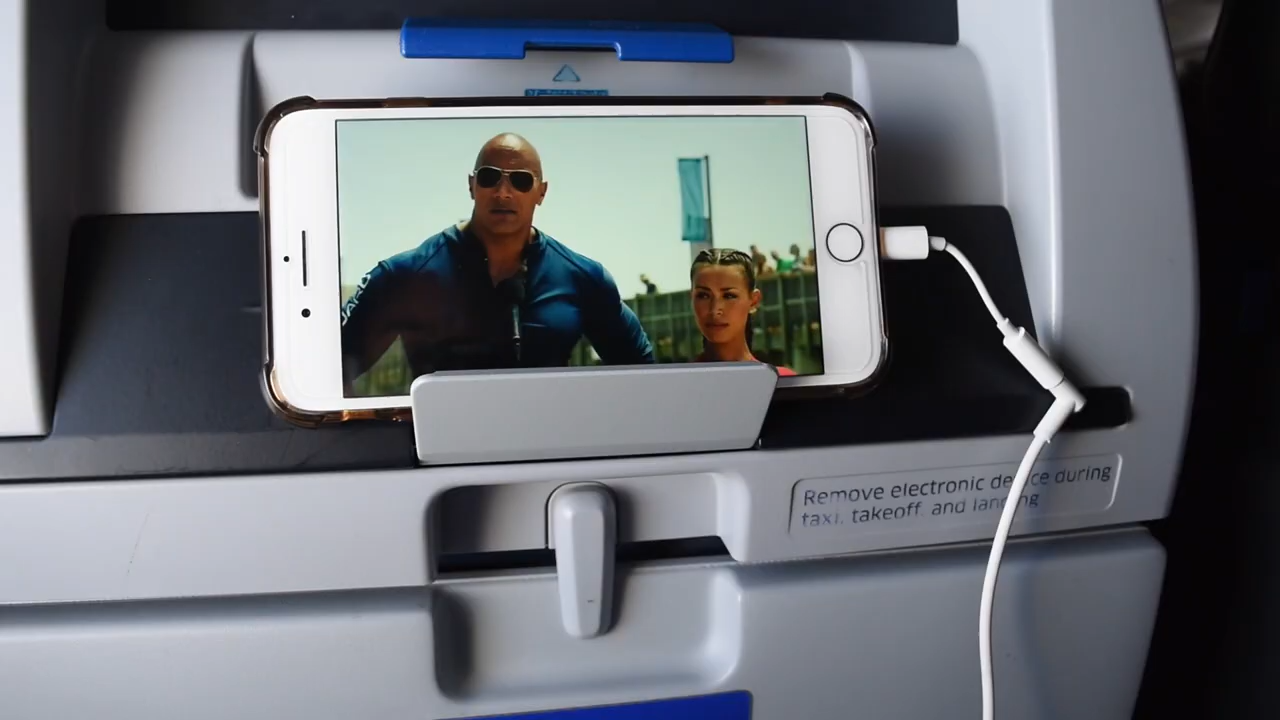 Remove electronic device during
taxi, takeoff, and landing